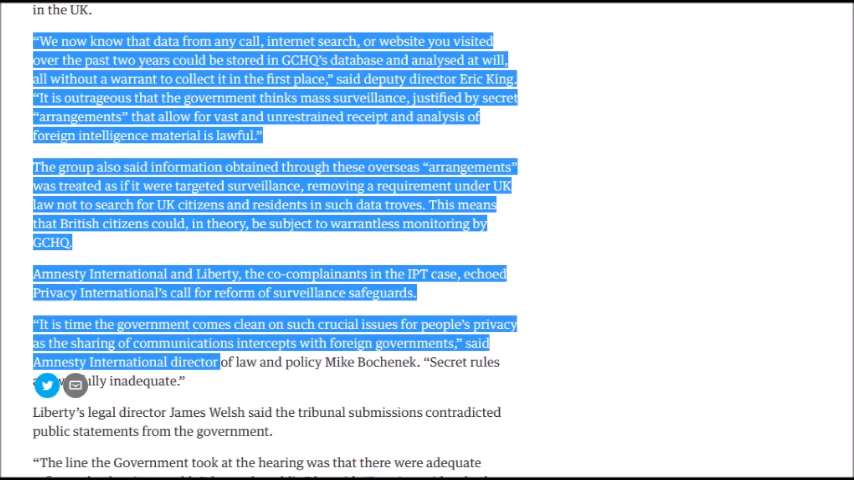 in the UK.
“We now know that data from any call, internet search, or website you visited
over the past two years could be stored in GCHQ’s database and analysed at will,
all without a warrant to collect it in the first place,” said deputy director Eric King.
“It is outrageous that the government thinks mass surveillance, justified by secret
“arrangements” that allow for vast and unrestrained receipt and analysis of
foreign intelligence material is lawful.”
The group also said information obtained through these overseas “arrangements”
was treated as if it were targeted surveillance, removing a requirement under UK
law not to search for UK citizens and residents in such data troves. This means
that British citizens could, in theory, be subject to warrantless monitoring by
GCHQ.
Amnesty International and Liberty, the co-complainants in the IPT case, echoed
Privacy International’s call for reform of surveillance safeguards.
“It is time the government comes clean on such crucial issues for people’s privacy
as the sharing of communications intercepts with foreign governments,” said
Amnesty International director of law and policy Mike Bochenek. “Secret rules
inadequate.”
Liberty’s legal director James Welsh said the tribunal submissions contradicted
public statements from the government.
“The line the Government took at the hearing was that there were adequate